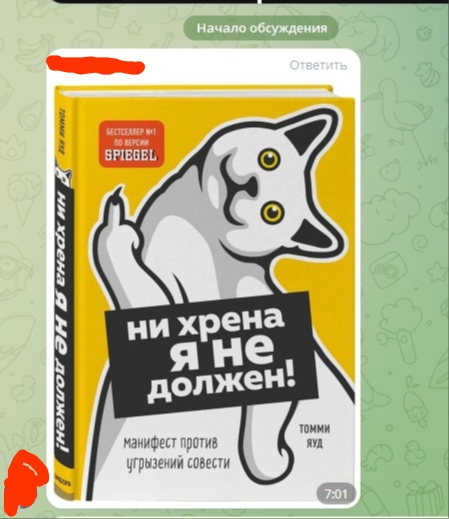 Начало обсуждения
Ответить
ТОММИ ЯУД
БЕСТСЕЛЛЕР №1
ПО ВЕРСИИ
SPIEGEL
ни хрена я не должен!
ни хрена
я не
должен!
манифест против
угрызений совести
ТОММИ
ЯУД
7:01